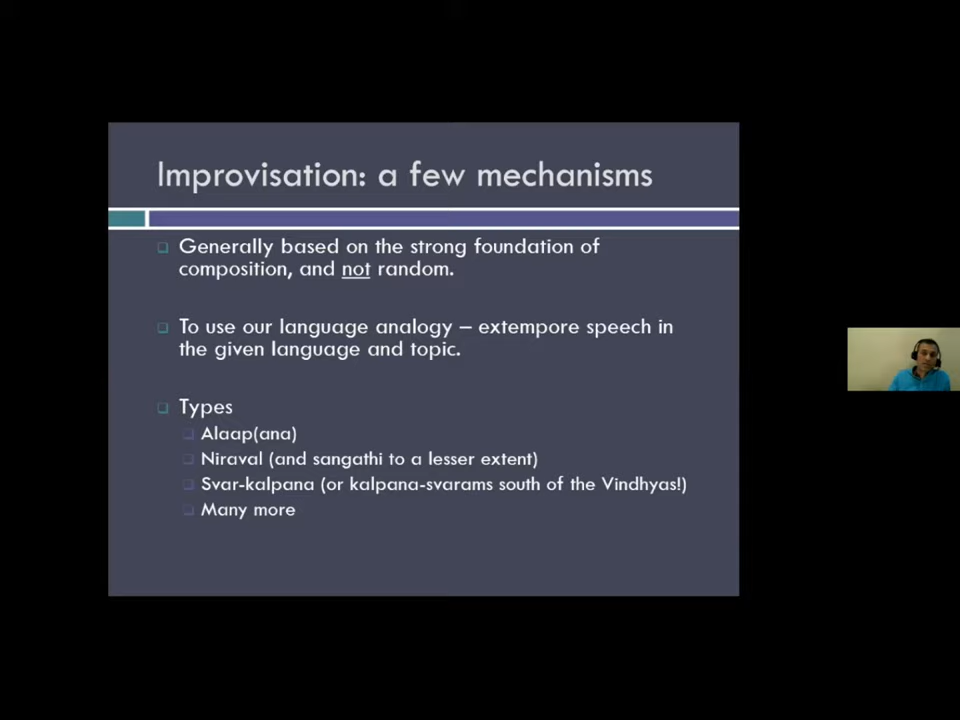 Improvisation: a few mechanisms
Generally based on the strong foundation of
composition, and not random.
To use our language analogy – extempore speech in
the given language and topic.
Types
Alaap(ana)
Niraval (and sangathi to a lesser extent)
Svar-kalpana (or kalpana-svarams south of the Vindhyas!)
Many more